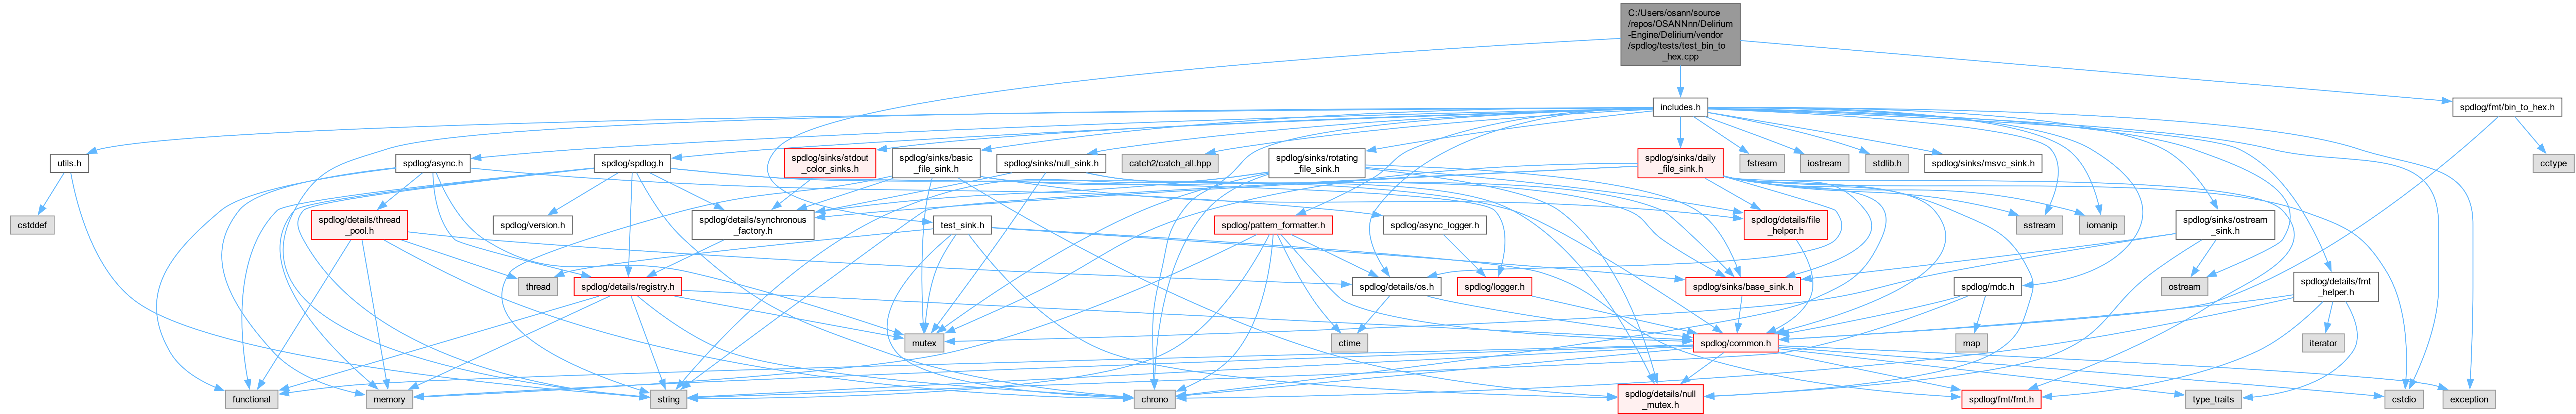 C:/Users/osann/source
/repos/OSANNnn/Delirium
-Engine/Delirium/vendor
/spdlog/tests/test_bin_to
_hex.cpp
includes.h
spdlog/fmt/bin_to_hex.h
utils.h
spdlog/async.h
spdlog/spdlog.h
spdlog/sinks/stdout
_color_sinks.h
spdlog/sinks/basic
_file_sink.h
spdlog/sinks/null_sink.h
catch2/catch_all.hpp
spdlog/sinks/rotating
_file_sink.h
spdlog/sinks/daily
_file_sink.h
fstream
iostream
stdlib.h
spdlog/sinks/msvc_sink.h
cctype
cstddef
spdlog/details/thread
_pool.h
spdlog/version.h
spdlog/details/synchronous
_factory.h
test_sink.h
spdlog/pattern_formatter.h
spdlog/async_logger.h
spdlog/details/file
_helper.h
sstream
iomanip
spdlog/sinks/ostream
_sink.h
thread
spdlog/details/registry.h
spdlog/details/os.h
spdlog/logger.h
spdlog/sinks/base_sink.h
spdlog/mdc.h
ostream
spdlog/details/fmt
_helper.h
mutex
ctime
spdlog/common.h
map
iterator
functional
memory
string
chrono
spdlog/details/null
_mutex.h
spdlog/fmt/fmt.h
type_traits
cstdio
exception